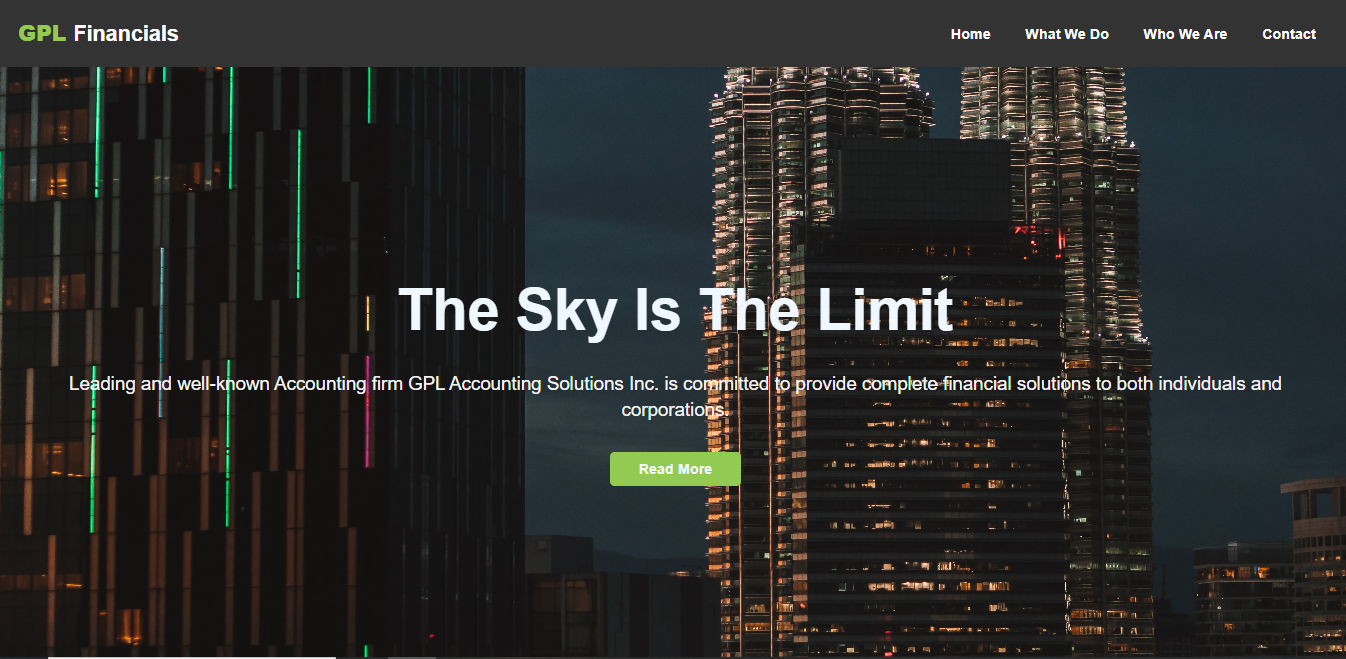 GPL Financials
Home What We Do Who We Are Contact
The Sky Is The Limit
Leading and well-known Accounting firm GPL Accounting Solutions Inc. is committed to provide complete financial solutions to both individuals and
corporations.
Read More